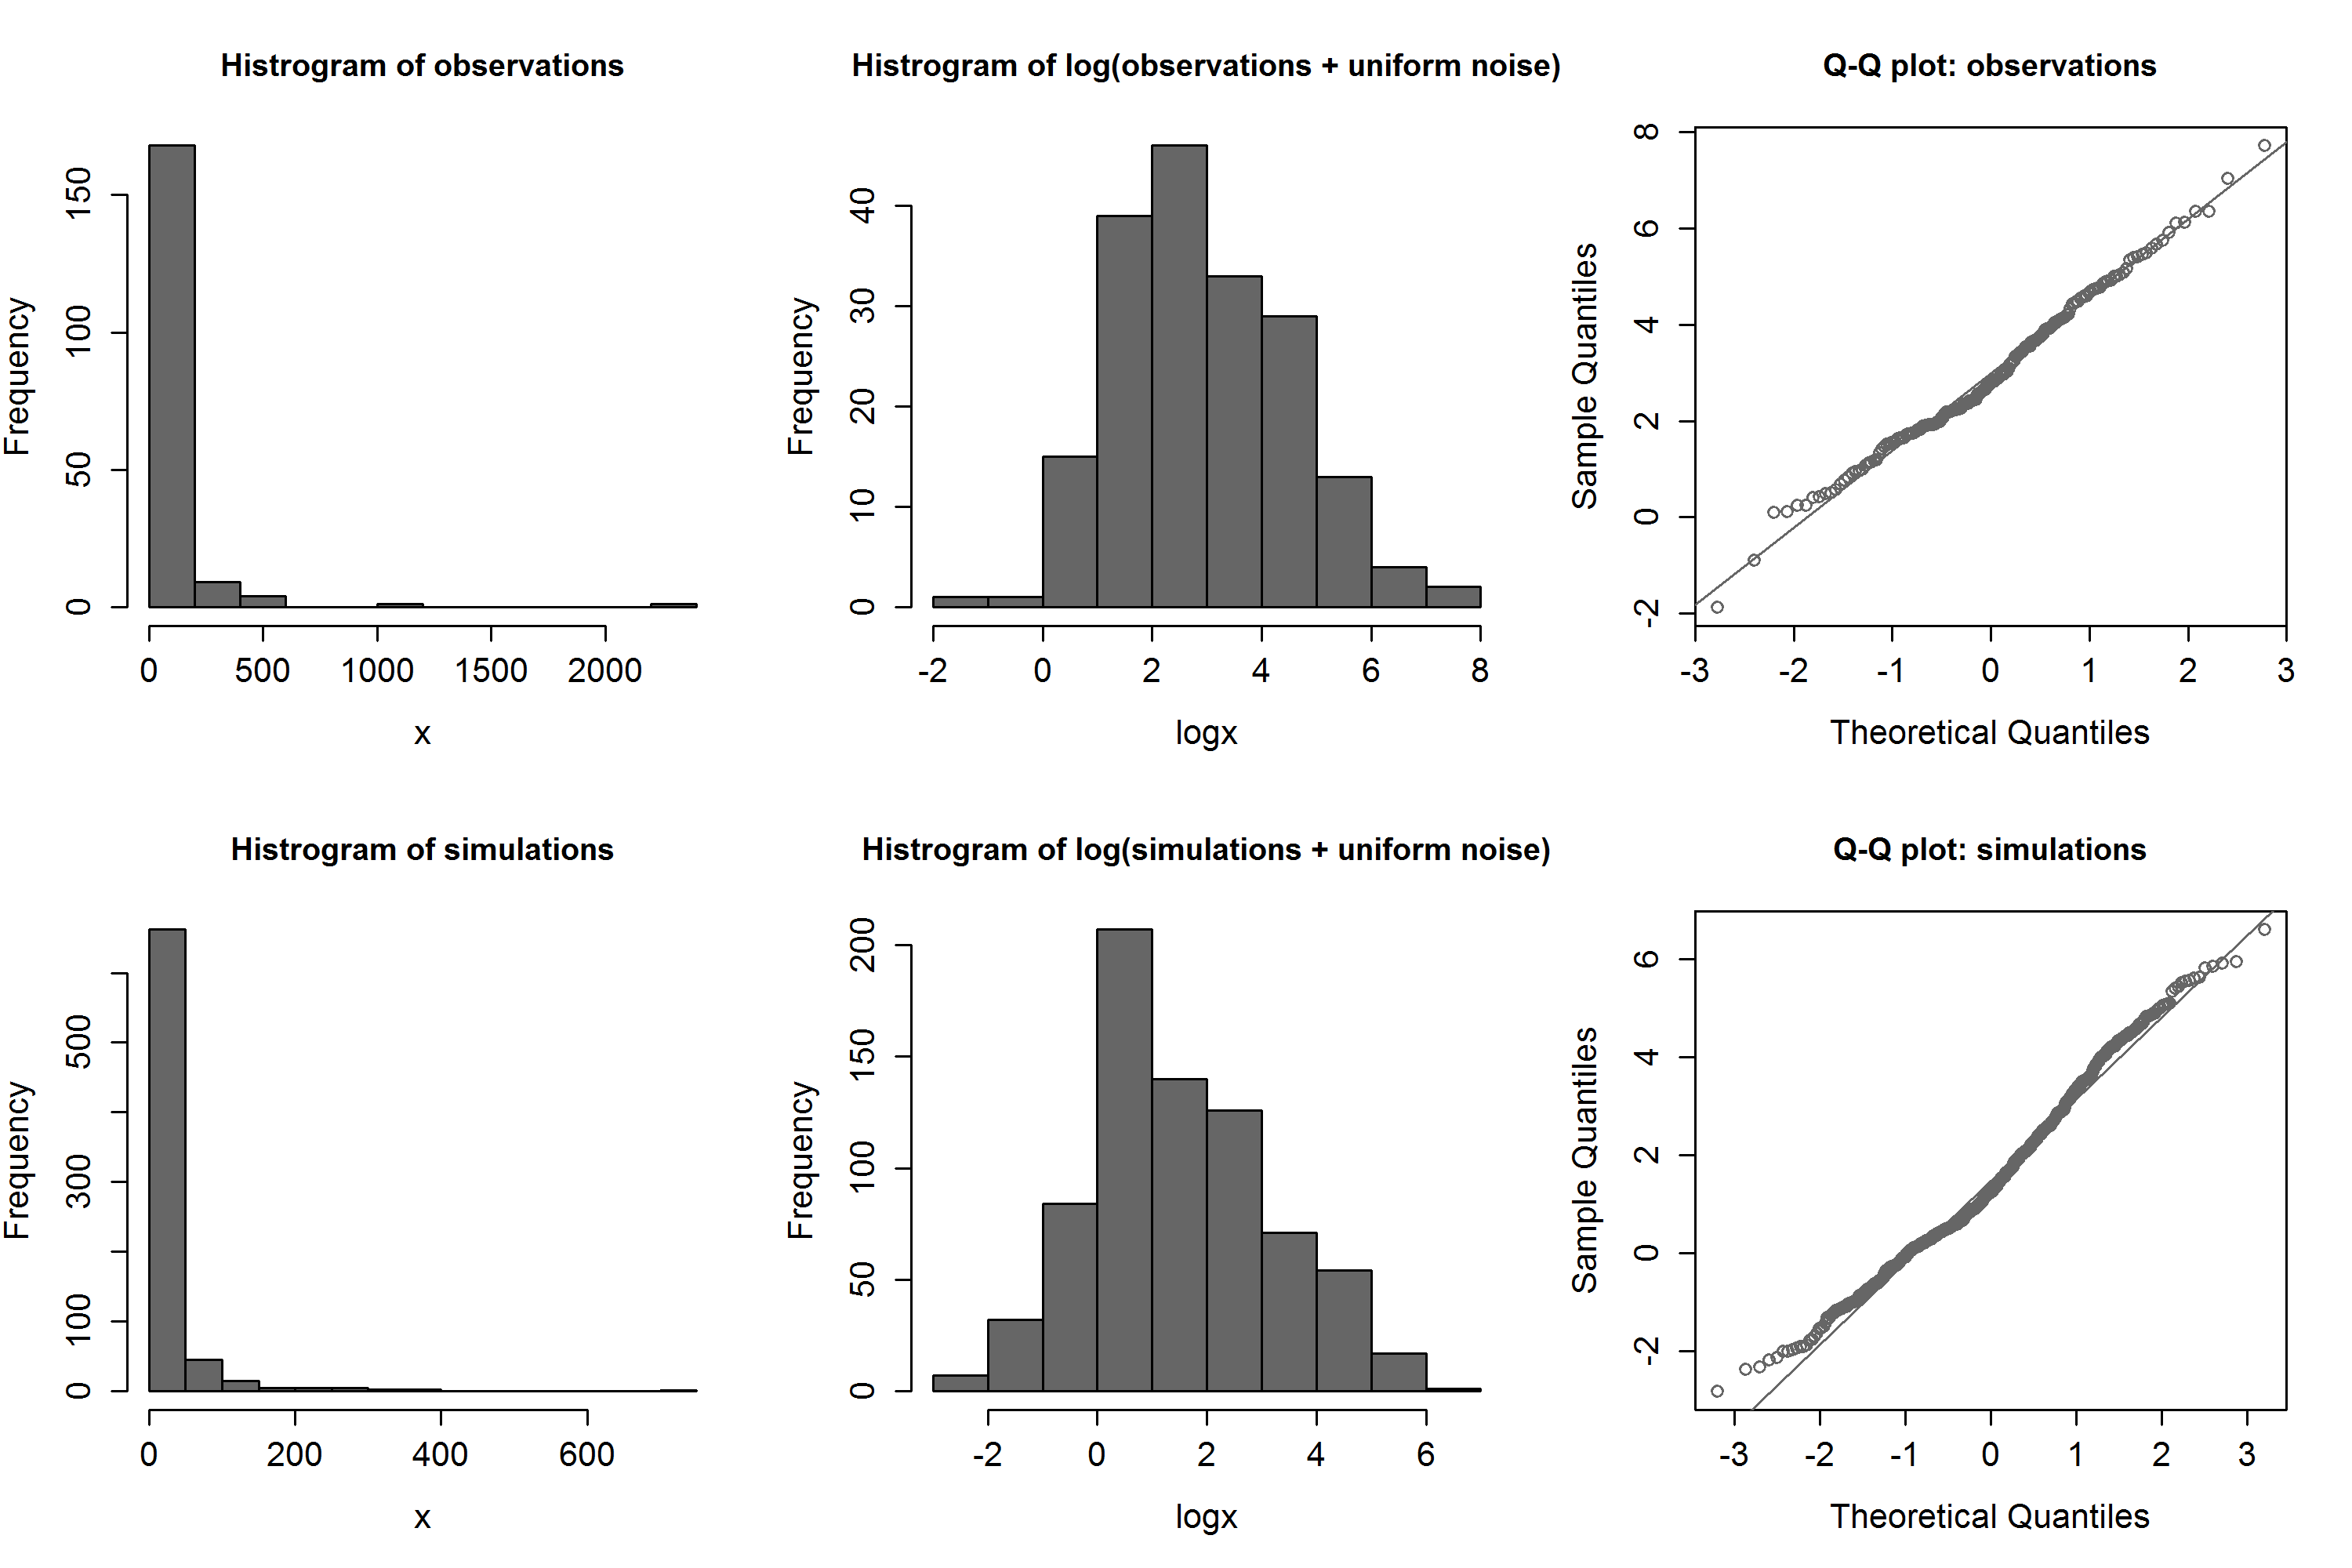 Histrogram of observations
Frequency
0 50 100 150
0 500 1000 1500 2000
x
Histrogram of log(observations + uniform noise)
Frequency
0 10 20 30 40
-2 0 2 4 6 8
logx
Q-Q plot: observations
Sample Quantiles
-2 0 2 4 6 8
-3 -2 -1 0 1 2 3
Theoretical Quantiles
Histrogram of simulations
Frequency
0 100 300 500
0 200 400 600
x
Histrogram of log(simulations + uniform noise)
Frequency
0 50 100 150 200
-2 0 2 4 6
logx
Q-Q plot: simulations
Sample Quantiles
-2 0 2 4 6
-3 -2 -1 0 1 2 3
Theoretical Quantiles